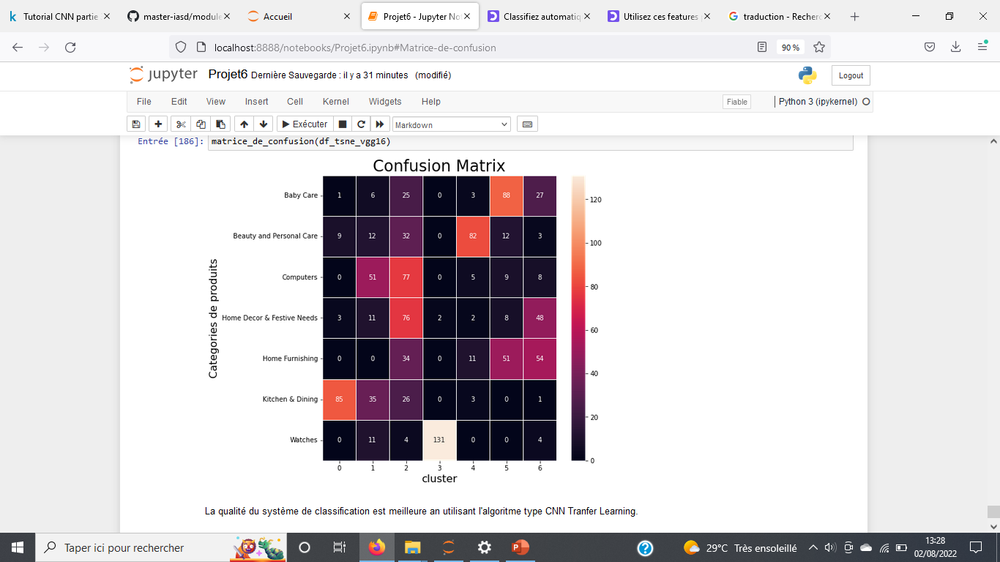 Tutorial CNN partie
master-iasd/module
Accueil
Projet6 - Jupyter No
Classifiez automatiq
Utilisez ces features
traduction - Recherc
localhost:8888/notebooks/Projet6.ipynb#Matrice-de-confusion
90 %
jupyter Projet6 Dernière Sauvegarde : il y a 31 minutes (modifié)
Logout
File Edit View Insert Cell Kernel Widgets Help
Fiable
Python 3 (ipykernel)
Exécuter
Markdown
Entrée [186]: matrice_de_confusion(df_tsne_vgg16)
Confusion Matrix
Categories de produits
Baby Care 1 6 25 0 3 88 27
Beauty and Personal Care 9 12 32 0 82 12 3
Computers 0 51 77 0 5 9 8
Home Decor & Festive Needs 3 11 76 2 2 8 48
Home Furnishing 0 0 34 0 11 51 54
Kitchen & Dining 85 35 26 0 3 0 1
Watches 0 11 4 131 0 0 4
0 1 2 3 4 5 6
cluster
120
100
80
60
40
20
0
La qualité du système de classification est meilleure an utilisant l'algoritme type CNN Tranfer Learning.
Taper ici pour rechercher
29°C Très ensoleillé
13:28
02/08/2022